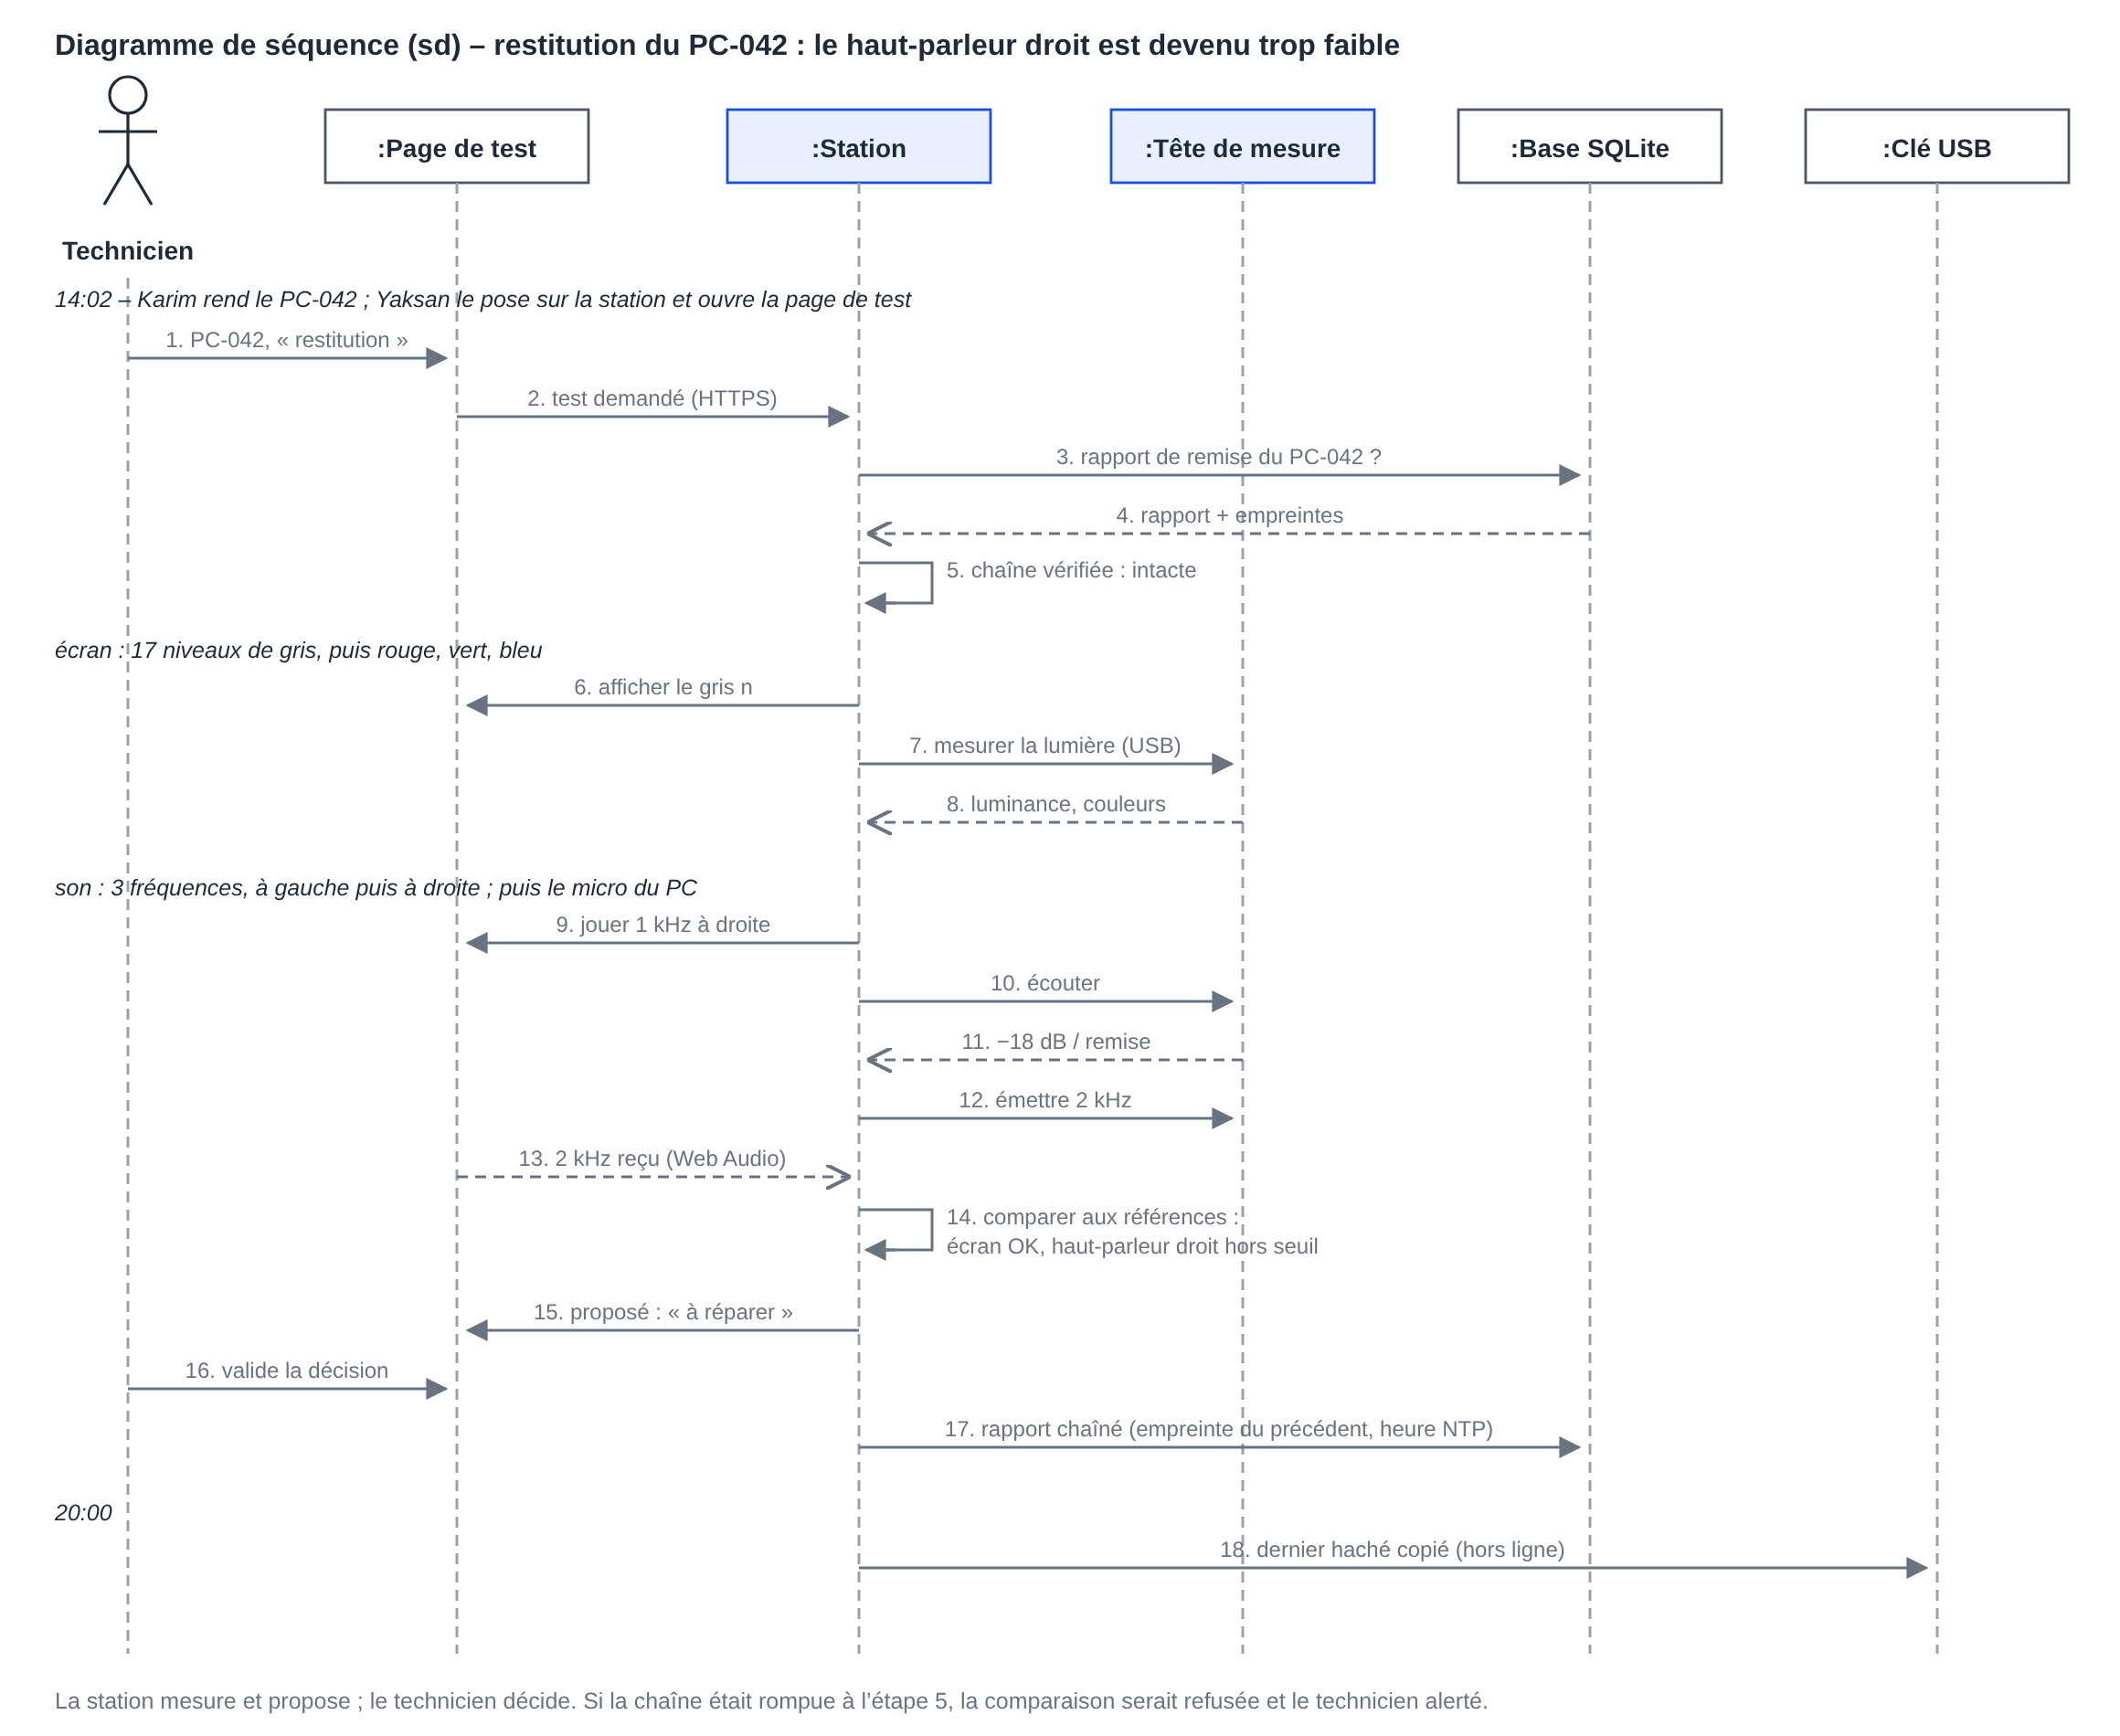 Diagramme de séquence (sd) – restitution du PC-042 : le haut-parleur droit est devenu trop faible
:Page de test
:Station
:Tête de mesure
:Base SQLite
:Clé USB
Technicien
14:02 – Karim rend le PC-042 ; Yaksan le pose sur la station et ouvre la page de test
1. PC-042, « restitution »
2. test demandé (HTTPS)
3. rapport de remise du PC-042 ?
4. rapport + empreintes
5. chaîne vérifiée : intacte
écran : 17 niveaux de gris, puis rouge, vert, bleu
6. afficher le gris n
7. mesurer la lumière (USB)
8. luminance, couleurs
son : 3 fréquences, à gauche puis à droite ; puis le micro du PC
9. jouer 1 kHz à droite
10. écouter
11. −18 dB / remise
12. émettre 2 kHz
13. 2 kHz reçu (Web Audio)
14. comparer aux références :
écran OK, haut-parleur droit hors seuil
15. proposé : « à réparer »
16. valide la décision
17. rapport chaîné (empreinte du précédent, heure NTP)
20:00
18. dernier haché copié (hors ligne)
La station mesure et propose ; le technicien décide. Si la chaîne était rompue à l’étape 5, la comparaison serait refusée et le technicien alerté.